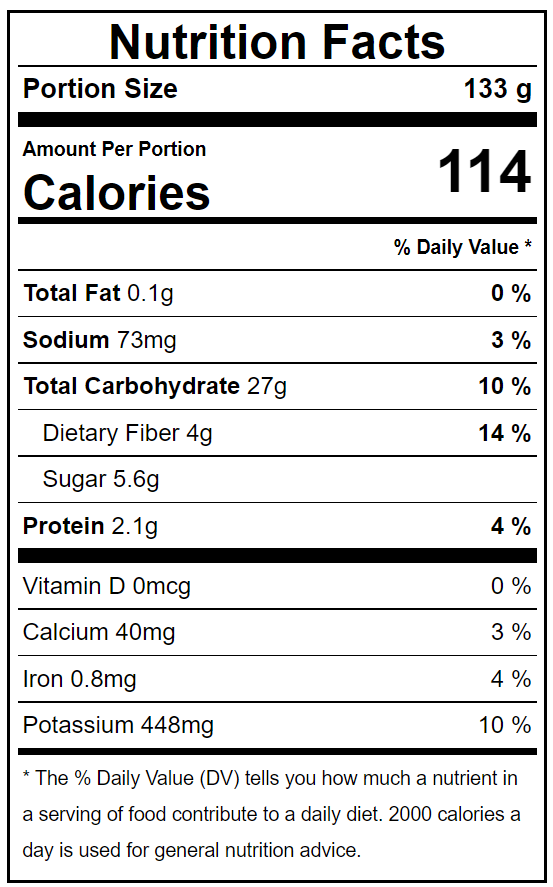 Nutrition Facts
Portion Size 133 g
Amount Per Portion
Calories 114
% Daily Value *
Total Fat 0.1g 0 %
Sodium 73mg 3 %
Total Carbohydrate 27g 10 %
Dietary Fiber 4g 14 %
Sugar 5.6g
Protein 2.1g 4 %
Vitamin D 0mcg 0 %
Calcium 40mg 3 %
Iron 0.8mg 4 %
Potassium 448mg 10 %
* The % Daily Value (DV) tells you how much a nutrient in
a serving of food contribute to a daily diet. 2000 calories a
day is used for general nutrition advice.